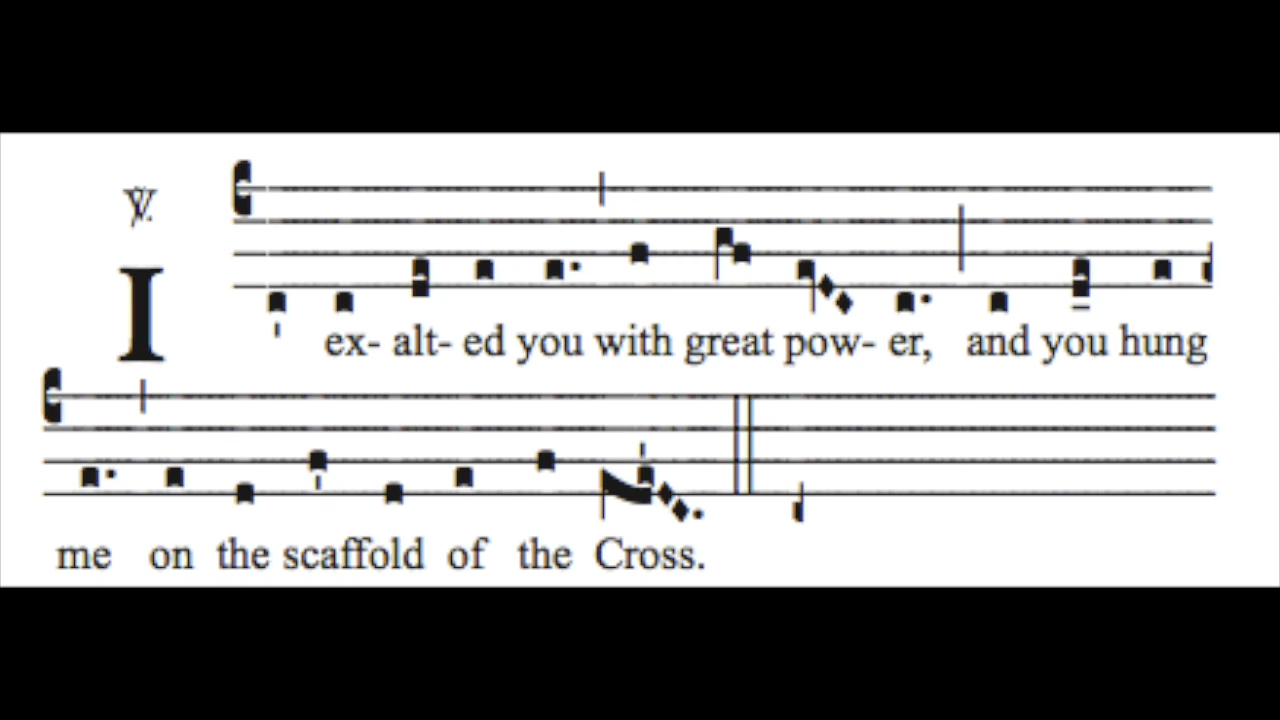 ℣.
I ex- alt- ed you with great pow- er, and you hung
me on the scaffold of the Cross.